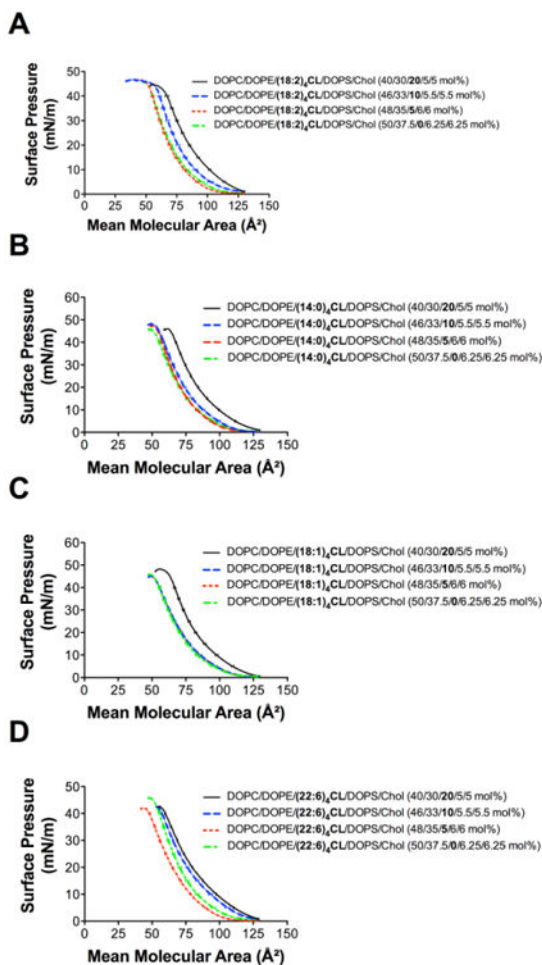 A
Surface Pressure
(mN/m)
50
40
30
20
10
0
0 25 50 75 100 125 150
Mean Molecular Area (Å²)
DOPC/DOPE/(18:2)₄CL/DOPS/Chol (40/30/20/5/5 mol%)
DOPC/DOPE/(18:2)₄CL/DOPS/Chol (46/33/10/5.5/5.5 mol%)
DOPC/DOPE/(18:2)₄CL/DOPS/Chol (48/35/5/6/6 mol%)
DOPC/DOPE/(18:2)₄CL/DOPS/Chol (50/37.5/0/6.25/6.25 mol%)
B
Surface Pressure
(mN/m)
60
50
40
30
20
10
0
0 25 50 75 100 125 150
Mean Molecular Area (Å²)
DOPC/DOPE/(14:0)₄CL/DOPS/Chol (40/30/20/5/5 mol%)
DOPC/DOPE/(14:0)₄CL/DOPS/Chol (46/33/10/5.5/5.5 mol%)
DOPC/DOPE/(14:0)₄CL/DOPS/Chol (48/35/5/6/6 mol%)
DOPC/DOPE/(14:0)₄CL/DOPS/Chol (50/37.5/0/6.25/6.25 mol%)
C
Surface Pressure
(mN/m)
60
50
40
30
20
10
0
0 25 50 75 100 125 150
Mean Molecular Area (Å²)
DOPC/DOPE/(18:1)₄CL/DOPS/Chol (40/30/20/5/5 mol%)
DOPC/DOPE/(18:1)₄CL/DOPS/Chol (46/33/10/5.5/5.5 mol%)
DOPC/DOPE/(18:1)₄CL/DOPS/Chol (48/35/5/6/6 mol%)
DOPC/DOPE/(18:1)₄CL/DOPS/Chol (50/37.5/0/6.25/6.25 mol%)
D
Surface Pressure
(mN/m)
50
40
30
20
10
0
0 25 50 75 100 125 150
Mean Molecular Area (Å²)
DOPC/DOPE/(22:6)₄CL/DOPS/Chol (40/30/20/5/5 mol%)
DOPC/DOPE/(22:6)₄CL/DOPS/Chol (46/33/10/5.5/5.5 mol%)
DOPC/DOPE/(22:6)₄CL/DOPS/Chol (48/35/5/6/6 mol%)
DOPC/DOPE/(22:6)₄CL/DOPS/Chol (50/37.5/0/6.25/6.25 mol%)